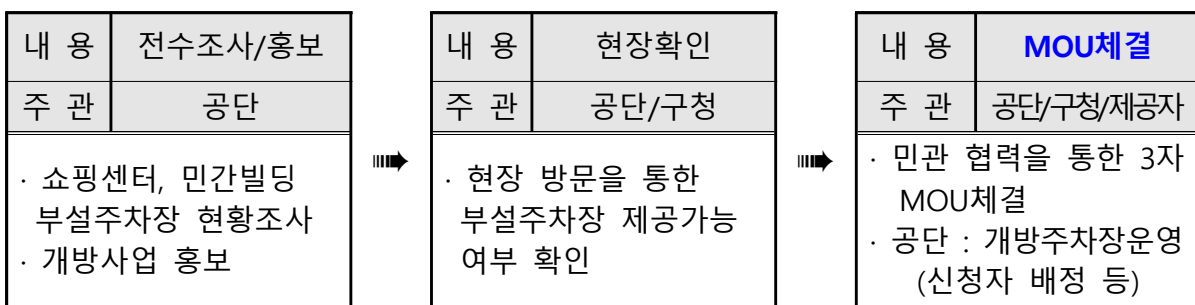 내 용 전수조사/홍보
주 관 공단
· 쇼핑센터, 민간빌딩
부설주차장 현황조사
· 개방사업 홍보
➠
내 용 현장확인
주 관 공단/구청
· 현장 방문을 통한
부설주차장 제공가능
여부 확인
➠
내 용 MOU체결
주 관 공단/구청/제공자
· 민관 협력을 통한 3자
MOU체결
· 공단 : 개방주차장운영
(신청자 배정 등)